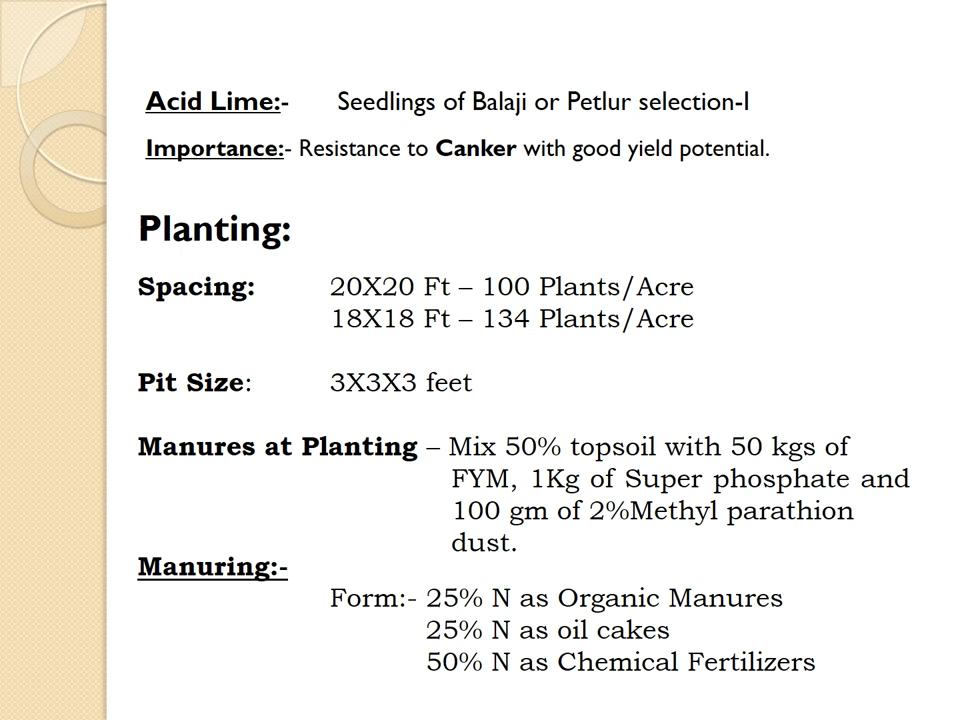 Acid Lime:- Seedlings of Balaji or Petlur selection-I
Importance:- Resistance to Canker with good yield potential.
Planting:
Spacing: 20X20 Ft – 100 Plants/Acre
18X18 Ft – 134 Plants/Acre
Pit Size: 3X3X3 feet
Manures at Planting – Mix 50% topsoil with 50 kgs of
FYM, 1Kg of Super phosphate and
100 gm of 2%Methyl parathion
dust.
Manuring:-
Form:- 25% N as Organic Manures
25% N as oil cakes
50% N as Chemical Fertilizers